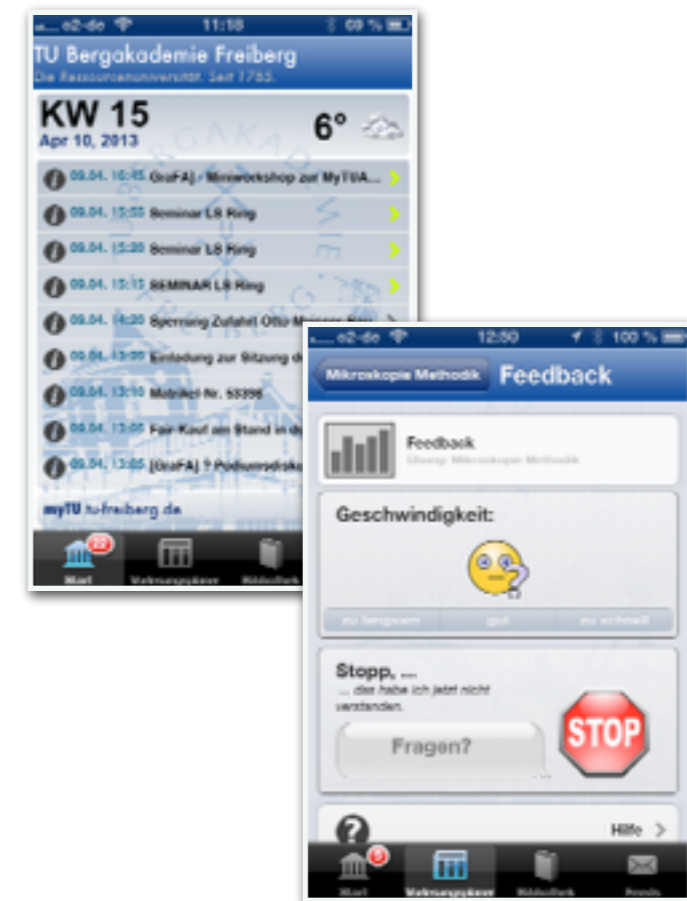 o2-de 11:18 69 %
TU Bergakademie Freiberg
Die Ressourcenuniversität. Seit 1765.
KW 15
Apr 10, 2013
6°
09.04. 16:45 GraFA] - Miniworkshop zur MyTUA...
09.04. 15:55 Seminar LS Ring
09.04. 15:20 Seminar LS Ring
09.04. 15:15 SEMINAR LS Ring
09.04. 14:20 Sperrung Zufahrt Otto
09.04. 13:99 Einladung zur Sitzung
09.04. 13:10 Matrikel-Nr.
09.04. 13:05 Fair-Kauf am Stand in
09.04. 13:05 [GraFA] ? Podiumsdisku
myTU.tu-freiberg.de
22
Start Vorlesungsplaner Bibliothek
o2-de 12:50 100 %
Mikroskopie Methodik Feedback
Feedback
Übung: Mikroskopie Methodik
Geschwindigkeit:
zu langsam gut zu schnell
Stopp, ...
... das habe ich jetzt nicht
verstanden.
STOP
Fragen?
Hilfe
Start Vorlesungsplaner Bibliothek